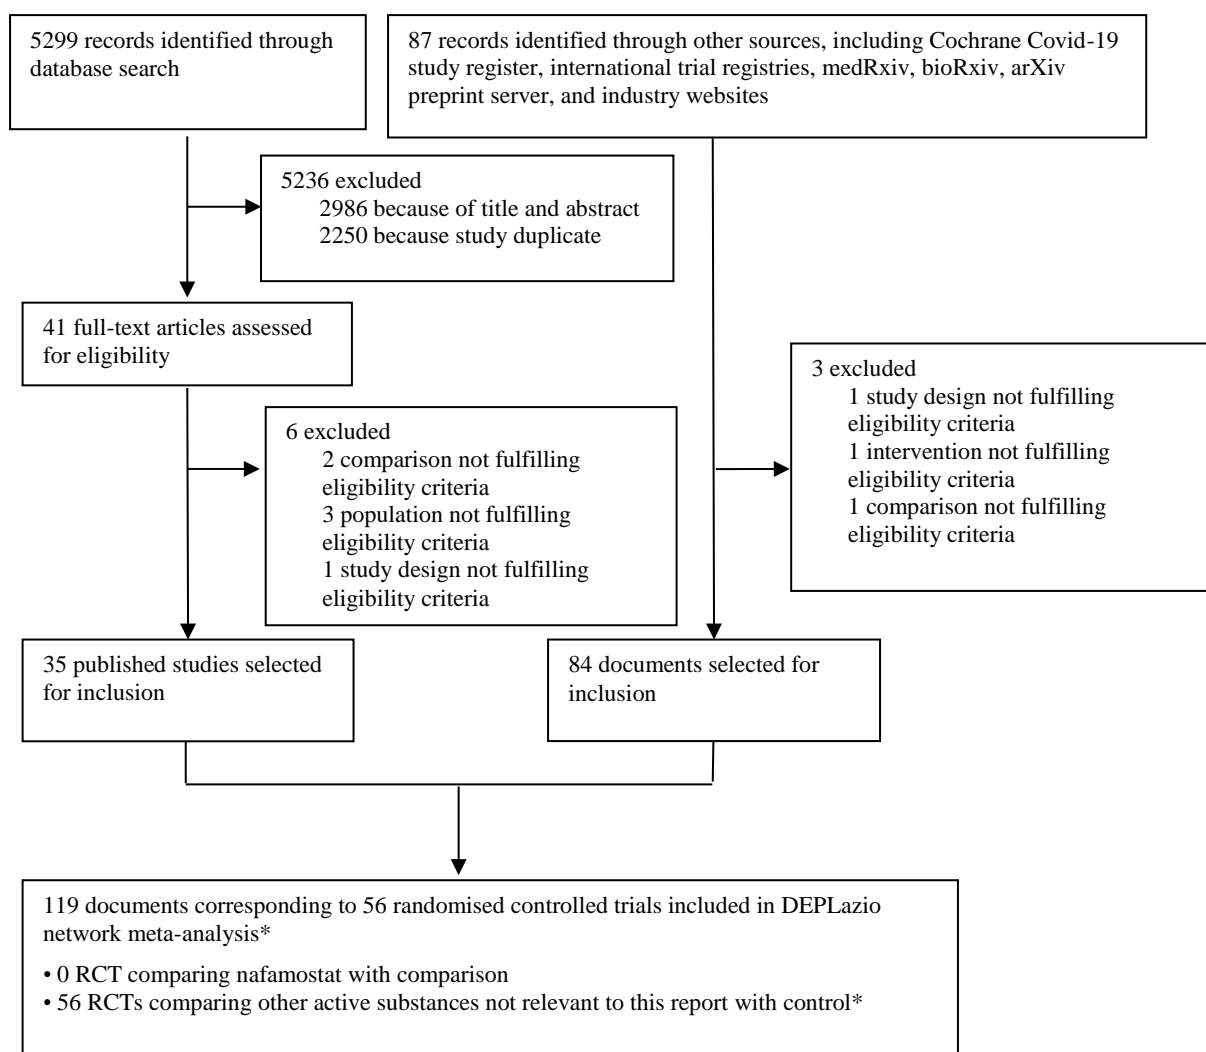 5299 records identified through
database search
87 records identified through other sources, including Cochrane Covid-19
study register, international trial registries, medRxiv, bioRxiv, arXiv
preprint server, and industry websites
5236 excluded
2986 because of title and abstract
2250 because study duplicate
41 full-text articles assessed
for eligibility
6 excluded
2 comparison not fulfilling
eligibility criteria
3 population not fulfilling
eligibility criteria
1 study design not fulfilling
eligibility criteria
3 excluded
1 study design not fulfilling
eligibility criteria
1 intervention not fulfilling
eligibility criteria
1 comparison not fulfilling
eligibility criteria
35 published studies selected
for inclusion
84 documents selected for
inclusion
119 documents corresponding to 56 randomised controlled trials included in DEPLazio
network meta-analysis*
• 0 RCT comparing nafamostat with comparison
• 56 RCTs comparing other active substances not relevant to this report with control*